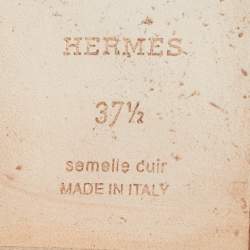 HERMÈS
37½
semelle cuir
MADE IN ITALY